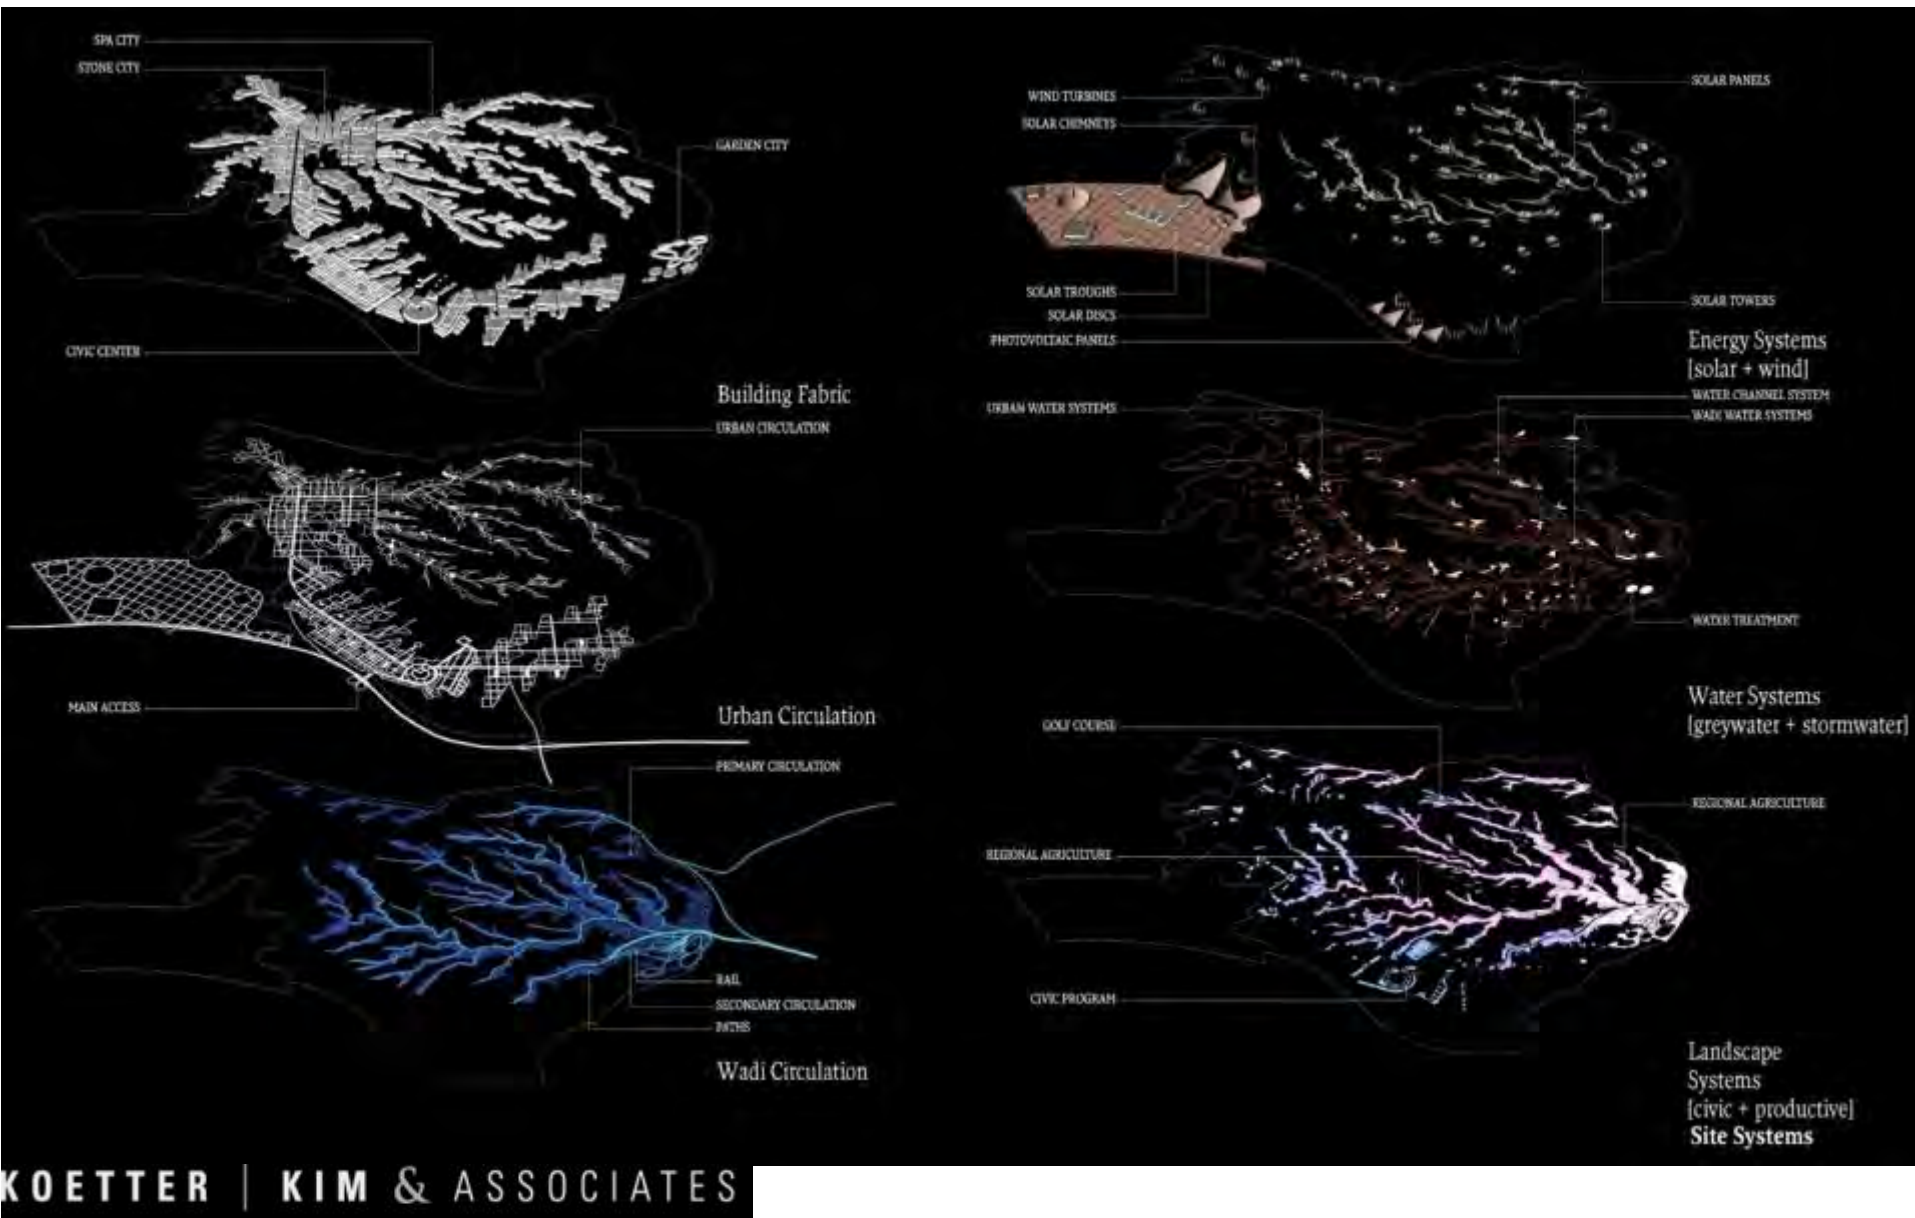 SPA CITY
STONE CITY
GARDEN CITY
CIVIC CENTER
Building Fabric
URBAN CIRCULATION
MAIN ACCESS
Urban Circulation
PRIMARY CIRCULATION
RAIL
SECONDARY CIRCULATION
PATHS
Wadi Circulation
WIND TURBINES
SOLAR CHIMNEYS
SOLAR PANELS
SOLAR TROUGHS
SOLAR DISCS
PHOTOVOLTAIC PANELS
SOLAR TOWERS
Energy Systems
[solar + wind]
URBAN WATER SYSTEMS
WATER CHANNEL SYSTEM
WADI WATER SYSTEMS
WATER TREATMENT
Water Systems
[greywater + stormwater]
GOLF COURSE
REGIONAL AGRICULTURE
REGIONAL AGRICULTURE
CIVIC PROGRAM
Landscape
Systems
[civic + productive]
Site Systems
KOETTER | KIM & ASSOCIATES